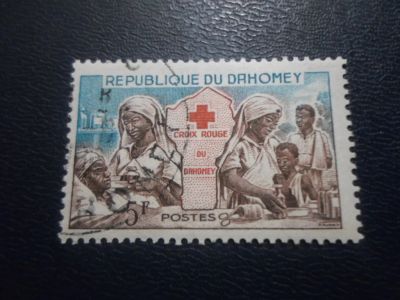 REPUBLIQUE DU DAHOMEY
CROIX ROUGE
DU
DAHOMEY
5F
POSTES